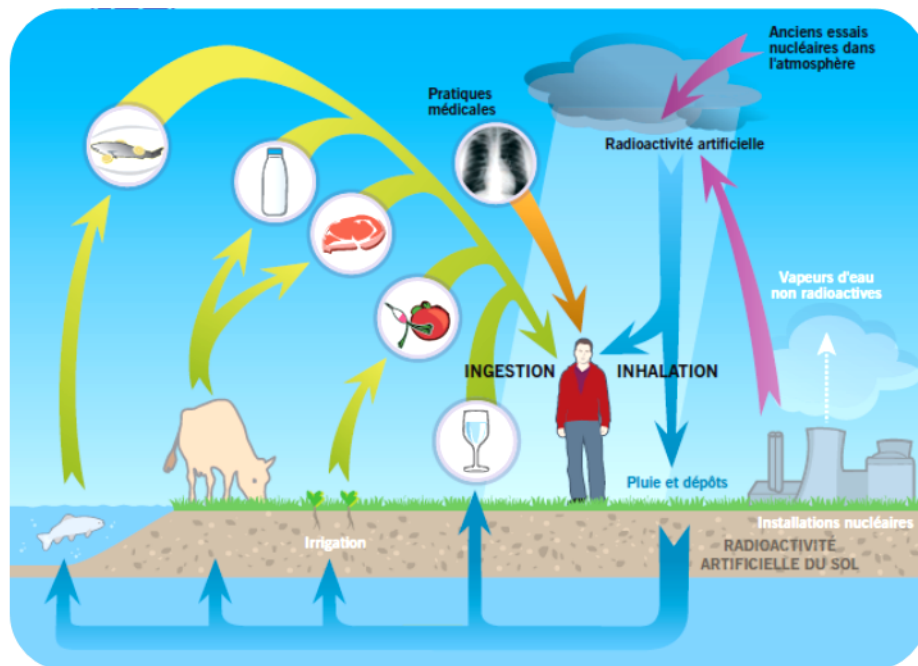 Anciens essais
nucléaires dans
l'atmosphère
Pratiques
médicales
Radioactivité artificielle
Vapeurs d'eau
non radioactives
INGESTION
INHALATION
Pluie et dépôts
Irrigation
Installations nucléaires
RADIOACTIVITÉ
ARTIFICIELLE DU SOL